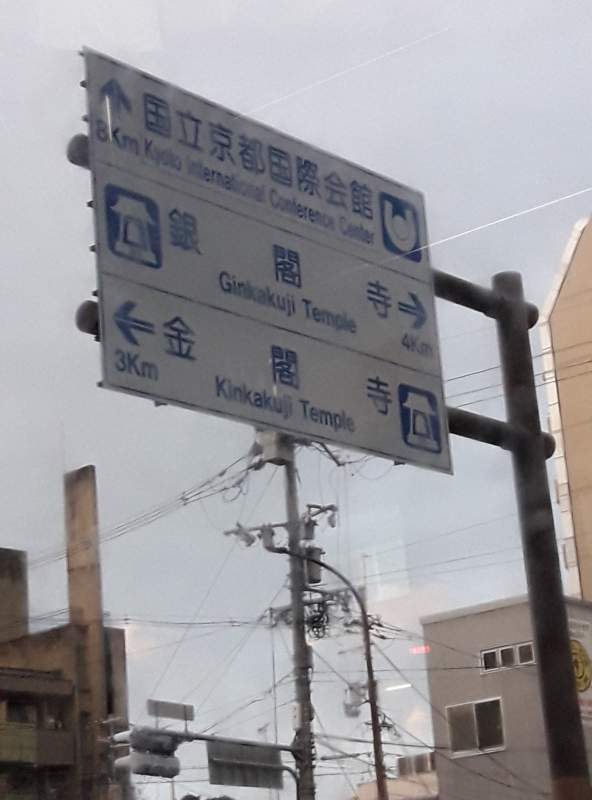 国立京都国際会館
8Km Kyoto International Conference Center
銀閣寺
Ginkakuji Temple
4Km
金閣寺
3Km
Kinkakuji Temple